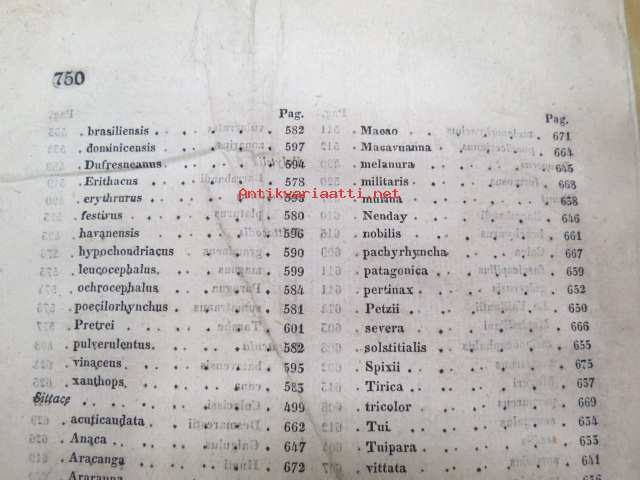 750
Pag.
brasiliensis 582
dominicensis 597
Dufresneanus 594
Erithacus 578
erythrurus 595
festivus 580
havanensis 596
hypochondriacus 590
leucocephalus 599
ochrocephalus 584
poecilorhynchus 581
Pretrei 601
pulverulentus 582
vinaceus 595
xanthops 583
Sittace 499
acuticaudata 662
Anaca 647
Aracanga 672
Ararauna
Pag.
Macao 671
Macavuanna 664
melanura 645
militaris 668
murina 658
Nenday 646
nobilis 661
pachyrhyncha 667
patagonica 659
pertinax 652
Petzii 650
severa 666
solstitialis 655
Spixii 675
Tirica 657
tricolor 669
Tui 654
Tuipara 655
vittata 641
656
Antikvariaatti.net